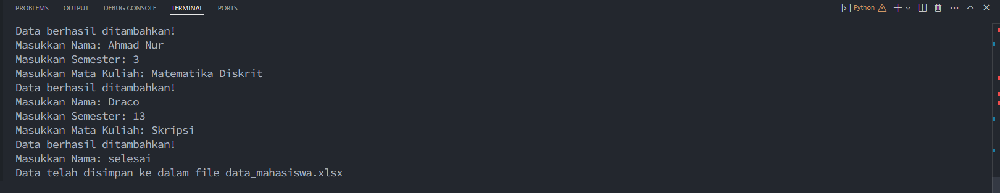 PROBLEMS OUTPUT DEBUG CONSOLE TERMINAL PORTS Python
Data berhasil ditambahkan!
Masukkan Nama: Ahmad Nur
Masukkan Semester: 3
Masukkan Mata Kuliah: Matematika Diskrit
Data berhasil ditambahkan!
Masukkan Nama: Draco
Masukkan Semester: 13
Masukkan Mata Kuliah: Skripsi
Data berhasil ditambahkan!
Masukkan Nama: selesai
Data telah disimpan ke dalam file data_mahasiswa.xlsx